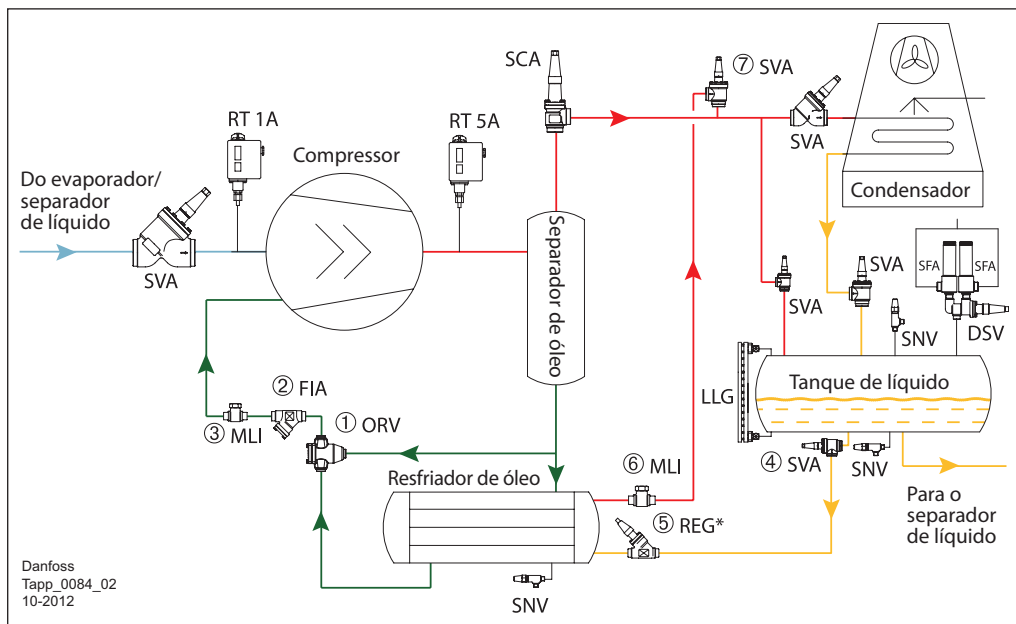 SCA
⑦ SVA
RT 1A
RT 5A
Compressor
SVA
Condensador
Do evaporador/
separador
de líquido
SVA
Separador de óleo
SVA
SVA
SFA
SFA
SNV
DSV
② FIA
① ORV
③ MLI
LLG
Tanque de líquido
④ SVA
SNV
⑥ MLI
Resfriador de óleo
⑤ REG*
Para o
separador
de líquido
SNV
Danfoss
Tapp_0084_02
10-2012